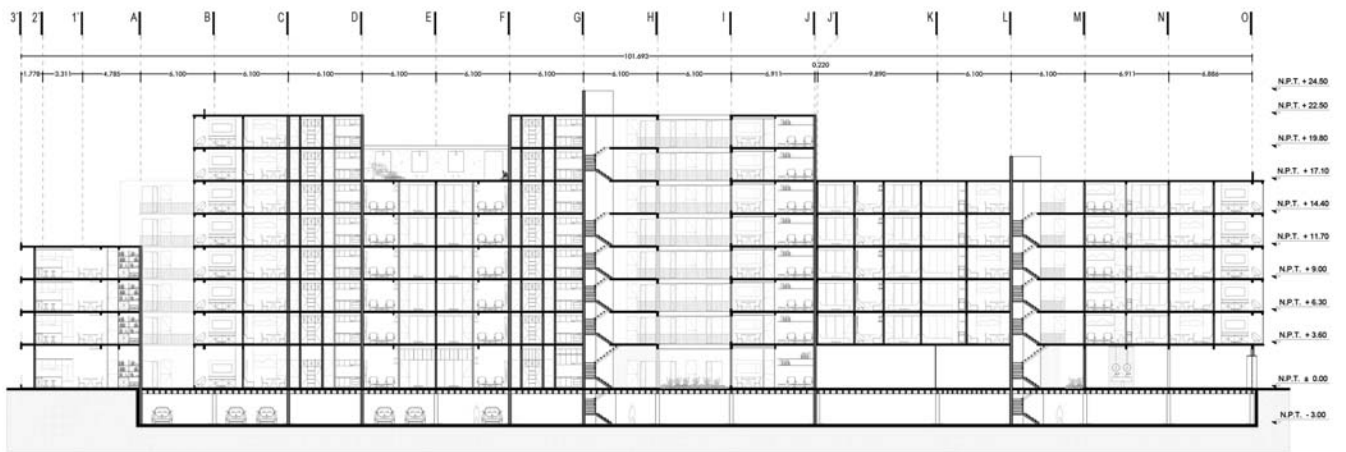 3' 2' 1' A B C D E F G H I J J' K L M N O
101.693
0.220
1.770 3.311 4.785 6.100 6.100 6.100 6.100 6.100 6.100 6.100 6.100 6.911 9.890 6.100 6.100 6.911 6.886
N.P.T. + 24.50
N.P.T. + 22.50
N.P.T. + 19.80
N.P.T. + 17.10
N.P.T. + 14.40
N.P.T. + 11.70
N.P.T. + 9.00
N.P.T. + 6.30
N.P.T. + 3.60
N.P.T. ± 0.00
N.P.T. - 3.00